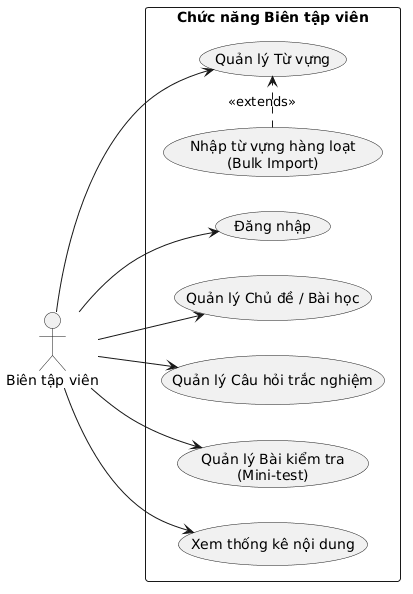 Chức năng Biên tập viên
Quản lý Từ vựng
«extends»
Nhập từ vựng hàng loạt
(Bulk Import)
Đăng nhập
Quản lý Chủ đề / Bài học
Biên tập viên
Quản lý Câu hỏi trắc nghiệm
Quản lý Bài kiểm tra
(Mini-test)
Xem thống kê nội dung